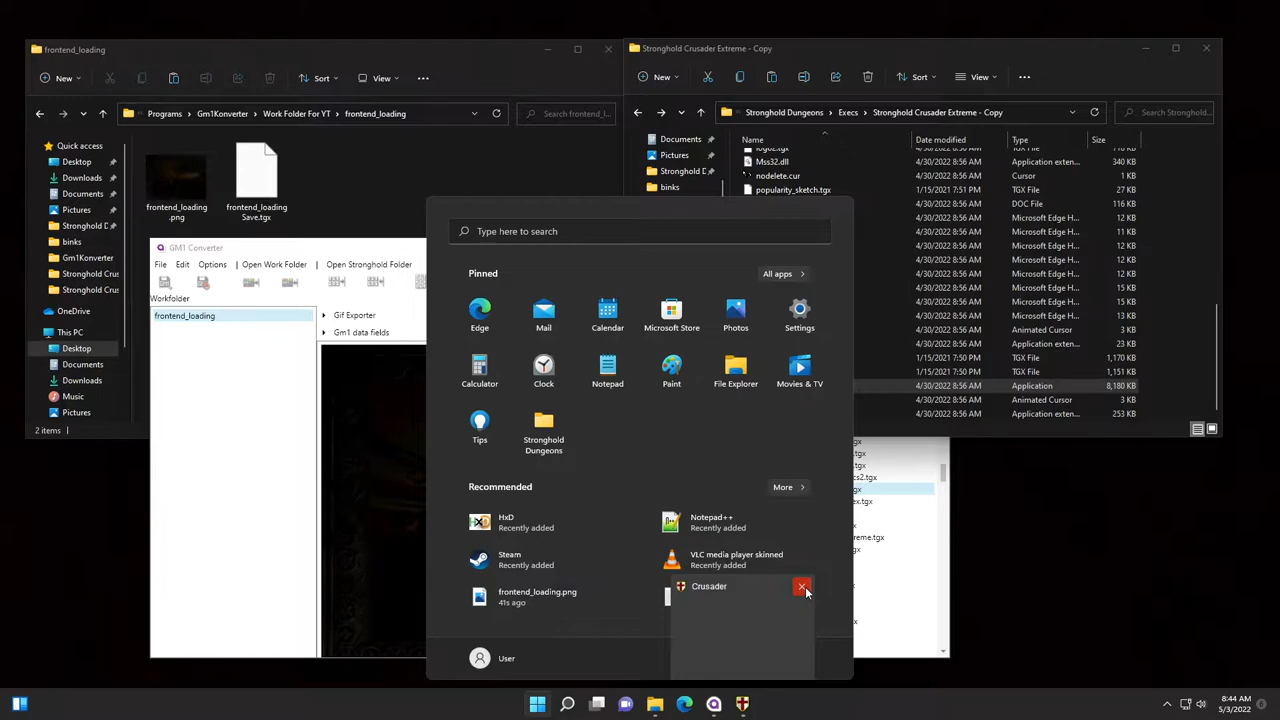 frontend_loading
New
Sort
View
Programs > Gm1Konverter > Work Folder For YT > frontend_loading
Search frontend_l...
Quick access
Desktop
Downloads
Documents
Pictures
Stronghold D
binks
Gm1Konverter
Stronghold Crus
Stronghold Crus
OneDrive
This PC
Desktop
Documents
Downloads
Music
Pictures
2 items
frontend_loading
.png
frontend_loading
Save.tgx
Stronghold Crusader Extreme - Copy
New
Sort
View
Stronghold Dungeons > Execs > Stronghold Crusader Extreme - Copy
Search Stronghold...
Documents
Pictures
Stronghold D
binks
Name Date modified Type Size
Mss32.dll 4/30/2022 8:56 AM Application exten... 340 KB
nodelete.cur 4/30/2022 8:56 AM Cursor 1 KB
popularity_sketch.tgx 1/15/2021 7:51 PM TGX File 27 KB
4/30/2022 8:56 AM DOC File 116 KB
4/30/2022 8:56 AM Microsoft Edge H... 11 KB
4/30/2022 8:56 AM Microsoft Edge H... 12 KB
4/30/2022 8:56 AM Microsoft Edge H... 10 KB
4/30/2022 8:56 AM Microsoft Edge H... 12 KB
4/30/2022 8:56 AM Microsoft Edge H... 13 KB
4/30/2022 8:56 AM Microsoft Edge H... 15 KB
4/30/2022 8:56 AM Microsoft Edge H... 15 KB
4/30/2022 8:56 AM Animated Cursor 3 KB
4/30/2022 8:56 AM Application exten... 23 KB
1/15/2021 7:50 PM TGX File 1,170 KB
1/15/2021 7:50 PM TGX File 1,151 KB
4/30/2022 8:56 AM Application 8,180 KB
4/30/2022 8:56 AM Animated Cursor 3 KB
4/30/2022 8:56 AM Application exten... 253 KB
GM1 Converter
File Edit Options | Open Work Folder | Open Stronghold Folder
Workfolder
frontend_loading
Gif Exporter
Gm1 data fields
Type here to search
Pinned
All apps >
Edge Mail Calendar Microsoft Store Photos Settings
Calculator Clock Notepad Paint File Explorer Movies & TV
Tips Stronghold
Dungeons
Recommended
More >
HxD
Recently added
Notepad++
Recently added
Steam
Recently added
VLC media player skinned
Recently added
frontend_loading.png
41s ago
Crusader
User
8:44 AM
5/3/2022